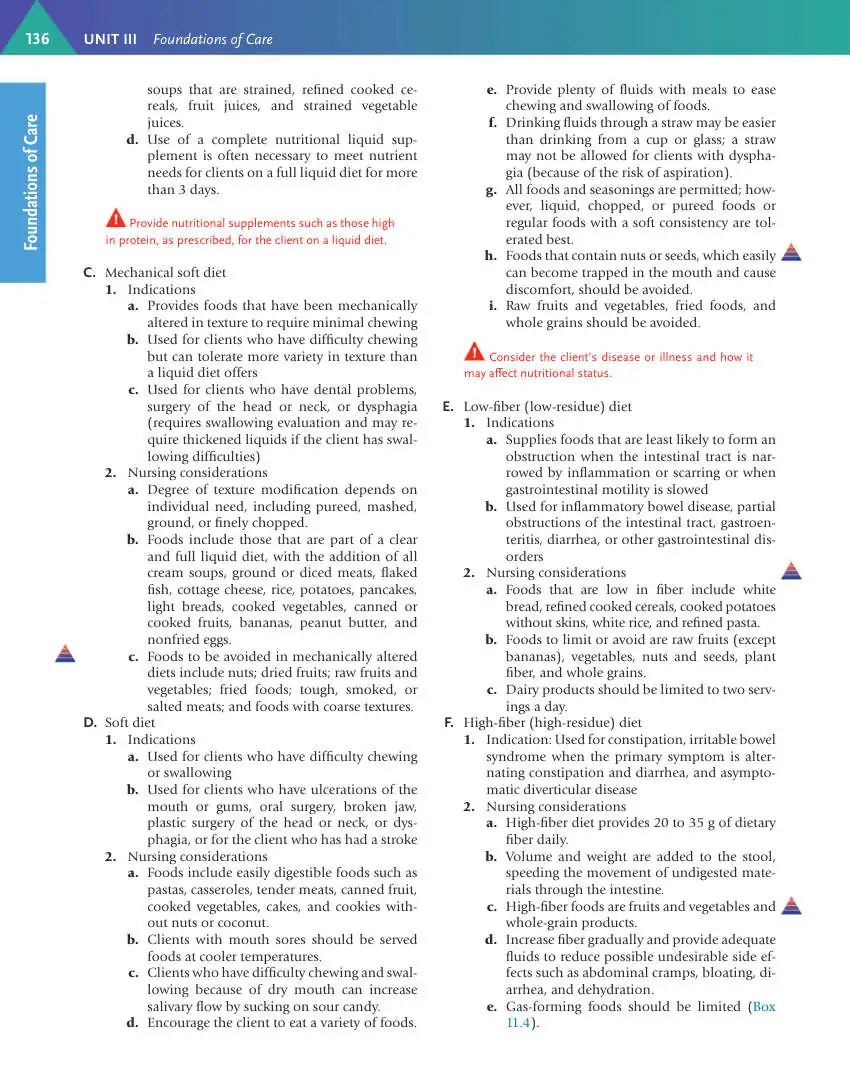 136 UNIT III Foundations of Care
Foundations of Care
soups that are strained, refined cooked ce-
reals, fruit juices, and strained vegetable
juices.
d. Use of a complete nutritional liquid sup-
plement is often necessary to meet nutrient
needs for clients on a full liquid diet for more
than 3 days.
Provide nutritional supplements such as those high
in protein, as prescribed, for the client on a liquid diet.
C. Mechanical soft diet
1. Indications
a. Provides foods that have been mechanically
altered in texture to require minimal chewing
b. Used for clients who have difficulty chewing
but can tolerate more variety in texture than
a liquid diet offers
c. Used for clients who have dental problems,
surgery of the head or neck, or dysphagia
(requires swallowing evaluation and may re-
quire thickened liquids if the client has swal-
lowing difficulties)
2. Nursing considerations
a. Degree of texture modification depends on
individual need, including pureed, mashed,
ground, or finely chopped.
b. Foods include those that are part of a clear
and full liquid diet, with the addition of all
cream soups, ground or diced meats, flaked
fish, cottage cheese, rice, potatoes, pancakes,
light breads, cooked vegetables, canned or
cooked fruits, bananas, peanut butter, and
nonfried eggs.
c. Foods to be avoided in mechanically altered
diets include nuts; dried fruits; raw fruits and
vegetables; fried foods; tough, smoked, or
salted meats; and foods with coarse textures.
D. Soft diet
1. Indications
a. Used for clients who have difficulty chewing
or swallowing
b. Used for clients who have ulcerations of the
mouth or gums, oral surgery, broken jaw,
plastic surgery of the head or neck, or dys-
phagia, or for the client who has had a stroke
2. Nursing considerations
a. Foods include easily digestible foods such as
pastas, casseroles, tender meats, canned fruit,
cooked vegetables, cakes, and cookies with-
out nuts or coconut.
b. Clients with mouth sores should be served
foods at cooler temperatures.
c. Clients who have difficulty chewing and swal-
lowing because of dry mouth can increase
salivary flow by sucking on sour candy.
d. Encourage the client to eat a variety of foods.
e. Provide plenty of fluids with meals to ease
chewing and swallowing of foods.
f. Drinking fluids through a straw may be easier
than drinking from a cup or glass; a straw
may not be allowed for clients with dyspha-
gia (because of the risk of aspiration).
g. All foods and seasonings are permitted; how-
ever, liquid, chopped, or pureed foods or
regular foods with a soft consistency are tol-
erated best.
h. Foods that contain nuts or seeds, which easily
can become trapped in the mouth and cause
discomfort, should be avoided.
i. Raw fruits and vegetables, fried foods, and
whole grains should be avoided.
Consider the client's disease or illness and how it
may affect nutritional status.
E. Low-fiber (low-residue) diet
1. Indications
a. Supplies foods that are least likely to form an
obstruction when the intestinal tract is nar-
rowed by inflammation or scarring or when
gastrointestinal motility is slowed
b. Used for inflammatory bowel disease, partial
obstructions of the intestinal tract, gastroen-
teritis, diarrhea, or other gastrointestinal dis-
orders
2. Nursing considerations
a. Foods that are low in fiber include white
bread, refined cooked cereals, cooked potatoes
without skins, white rice, and refined pasta.
b. Foods to limit or avoid are raw fruits (except
bananas), vegetables, nuts and seeds, plant
fiber, and whole grains.
c. Dairy products should be limited to two serv-
ings a day.
F. High-fiber (high-residue) diet
1. Indication: Used for constipation, irritable bowel
syndrome when the primary symptom is alter-
nating constipation and diarrhea, and asympto-
matic diverticular disease
2. Nursing considerations
a. High-fiber diet provides 20 to 35 g of dietary
fiber daily.
b. Volume and weight are added to the stool,
speeding the movement of undigested mate-
rials through the intestine.
c. High-fiber foods are fruits and vegetables and
whole-grain products.
d. Increase fiber gradually and provide adequate
fluids to reduce possible undesirable side ef-
fects such as abdominal cramps, bloating, di-
arrhea, and dehydration.
e. Gas-forming foods should be limited (Box
11.4).